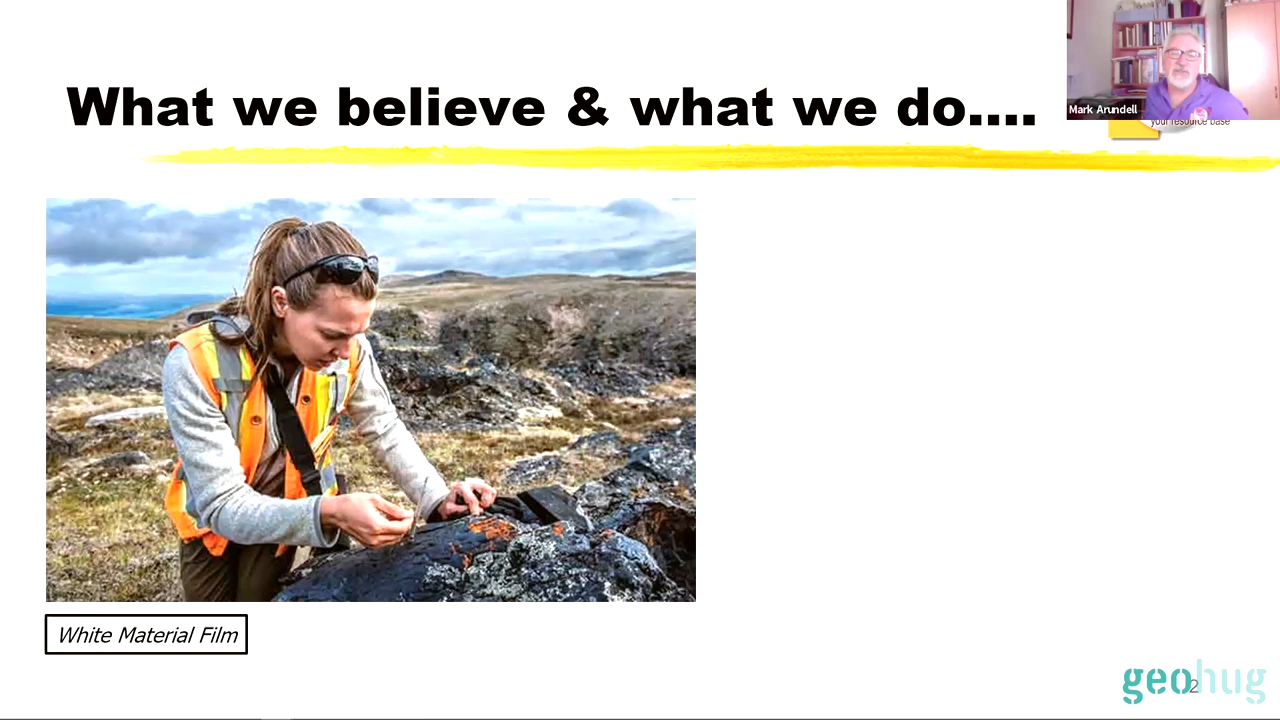 What we believe & what we do....
Mark Arundell
your resource base
White Material Film
geohug
2